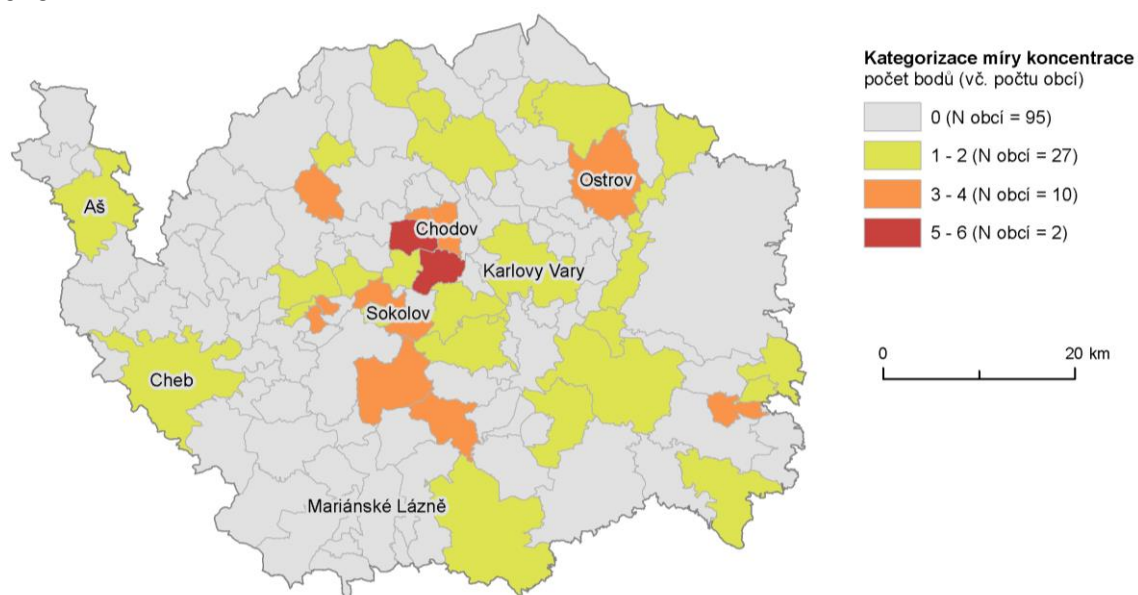 Kategorizace míry koncentrace
počet bodů (vč. počtu obcí)
0 (N obcí = 95)
1 - 2 (N obcí = 27)
3 - 4 (N obcí = 10)
5 - 6 (N obcí = 2)
Ostrov
Aš
Chodov
Karlovy Vary
Sokolov
0 20 km
Cheb
Mariánské Lázně